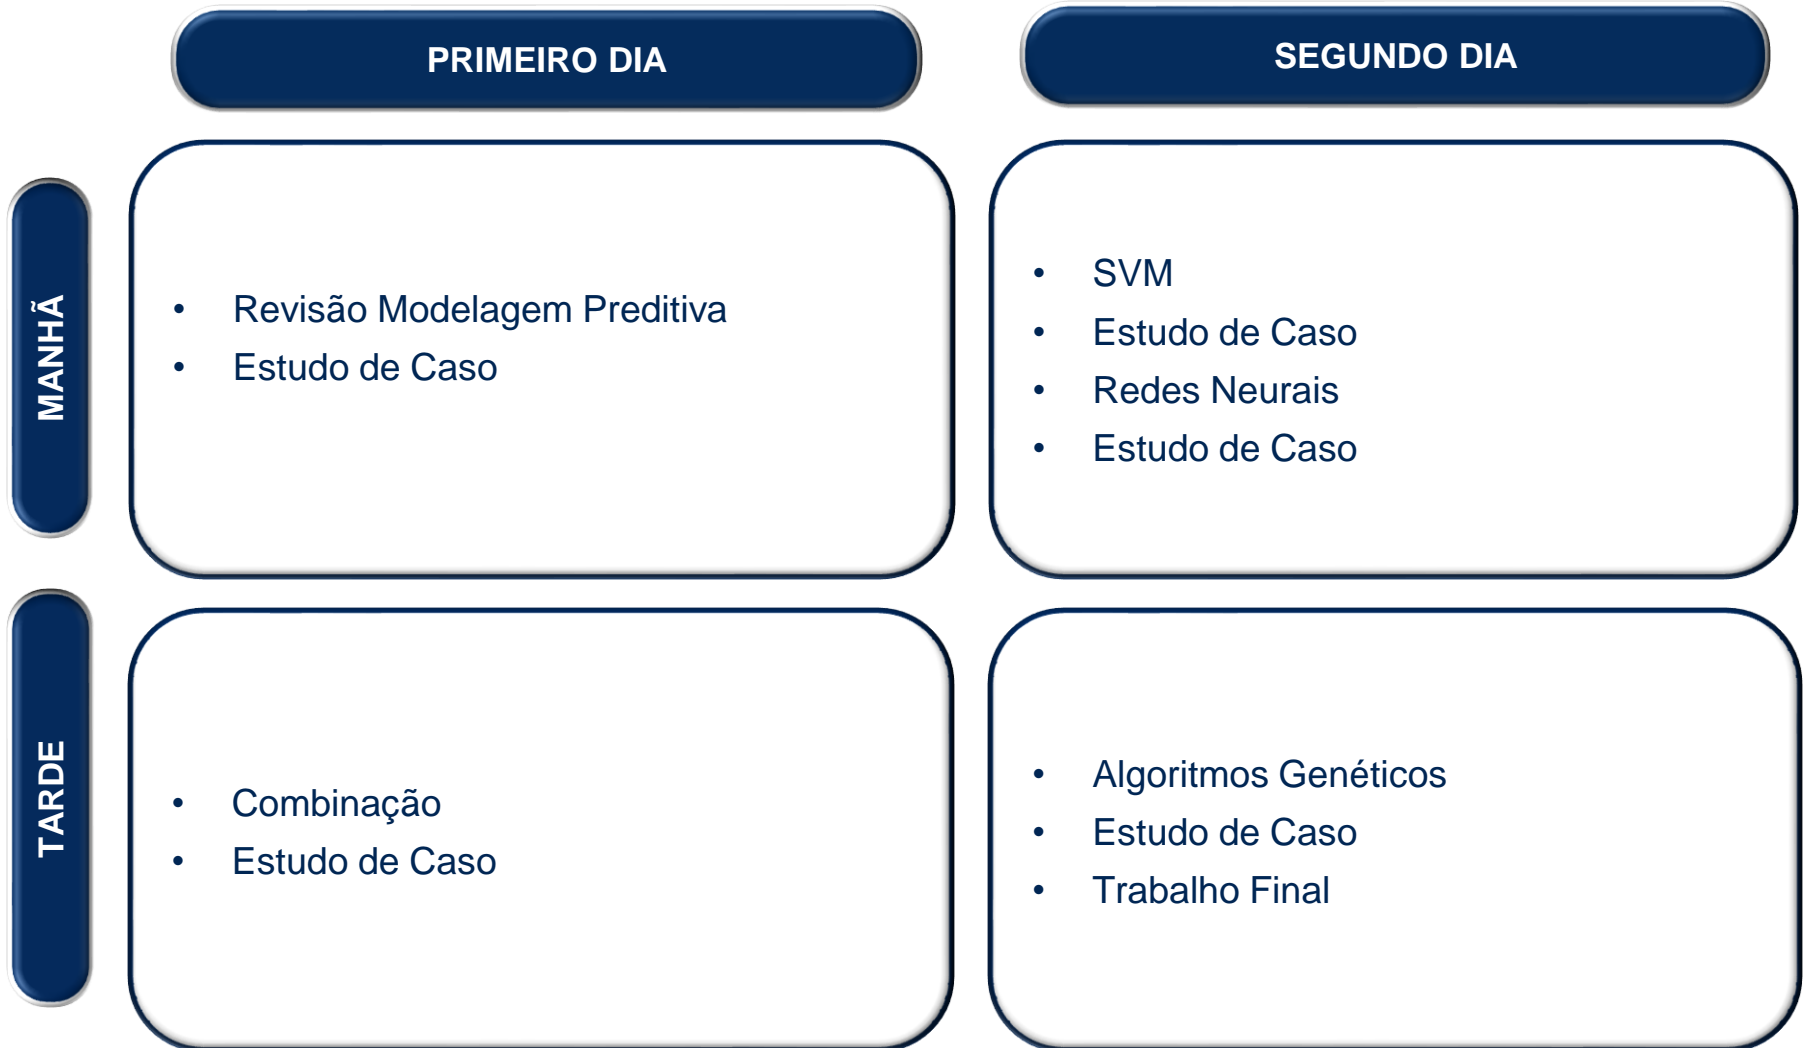 PRIMEIRO DIA
SEGUNDO DIA
MANHÃ
• Revisão Modelagem Preditiva
• Estudo de Caso
• SVM
• Estudo de Caso
• Redes Neurais
• Estudo de Caso
TARDE
• Combinação
• Estudo de Caso
• Algoritmos Genéticos
• Estudo de Caso
• Trabalho Final